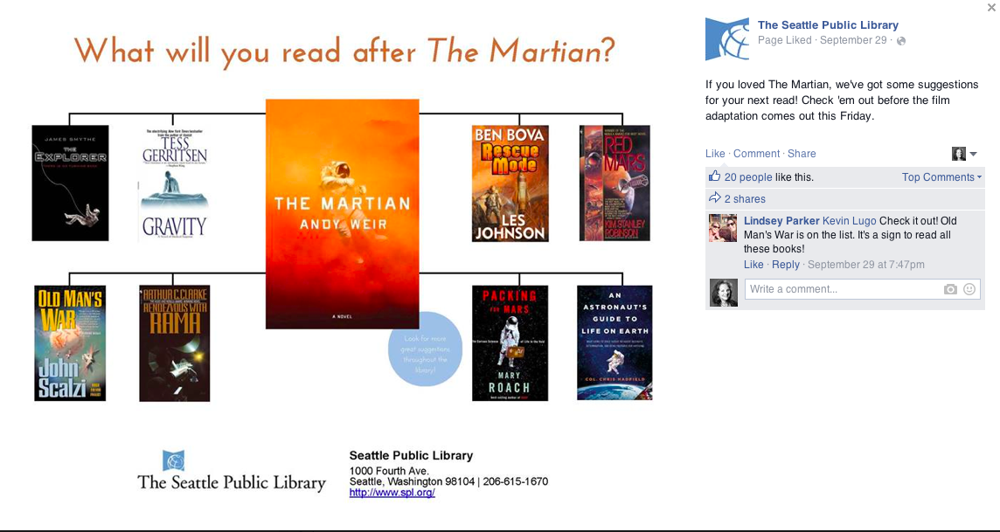 What will you read after The Martian?
JAMES SMYTHE
THE
EXPLORER
TESS
GERRITSEN
GRAVITY
THE MARTIAN
ANDY WEIR
A NOVEL
BEN BOVA
Rescue
Mode
LES
JOHNSON
RED
MARS
KIM STANLEY
ROBINSON
OLD MAN'S
WAR
John
Scalzi
ARTHUR C. CLARKE
RENDEZVOUS WITH
RAMA
Look for more
great suggestions
throughout the
library!
PACKING
FOR MARS
MARY
ROACH
AN
ASTRONAUT'S
GUIDE TO
LIFE ON EARTH
COL. CHRIS HADFIELD
The Seattle Public Library
Seattle Public Library
1000 Fourth Ave.
Seattle, Washington 98104 | 206-615-1670
http://www.spl.org/
The Seattle Public Library
Page Liked · September 29 ·
If you loved The Martian, we've got some suggestions
for your next read! Check 'em out before the film
adaptation comes out this Friday.
Like · Comment · Share
20 people like this.
Top Comments
2 shares
Lindsey Parker Kevin Lugo Check it out! Old
Man's War is on the list. It's a sign to read all
these books!
Like · Reply · September 29 at 7:47pm
Write a comment...